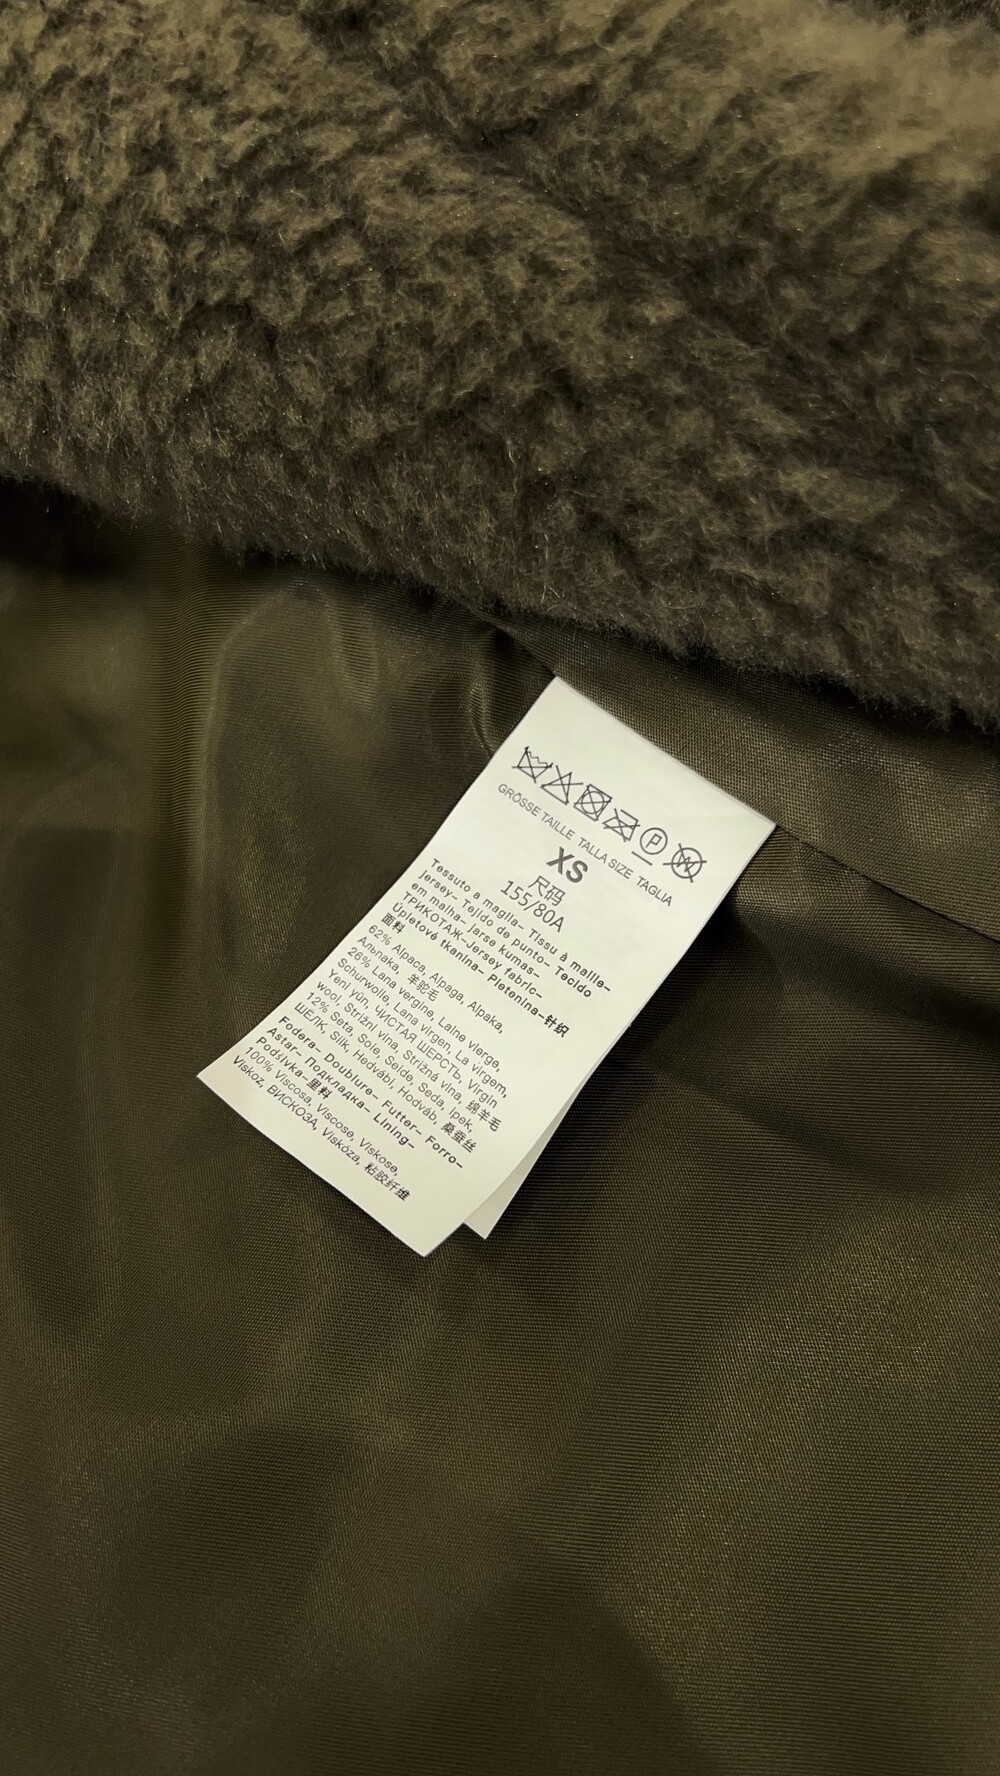 GRÖSSE TAILLE TALLA SIZE TAGLIA
XS
尺码
155/80A
Tessuto a maglia– Tissu à maille–
jersey– Tejido de punto– Tecido
em malha– jarse kumas–
ТРИКОТАЖ–Jersey fabric–
Úpletové tkanina– Pletenina–针织
面料
62% Alpaca, Alpaga, Alpaka,
Альпака, 羊驼毛
26% Lana vergine, Laine vierge,
Schurwolle, Lana virgen, La virgem,
Yeni yün, ЧИСТАЯ ШЕРСТЬ, Virgin
wool, Strižní vlna, Strižná vlna, 绵羊毛
12% Seta, Soie, Seide, Seda, Ipek,
ШЕЛК, Silk, Hedvábí, Hodváb, 桑蚕丝
Fodera– Doublure– Futter– Forro–
Astar– Подкладка– Lining–
Podšívka–里料
100% Viscosa, Viscose, Viskose,
Viskoz, ВИСКОЗА, Viskóza, 粘胶纤维